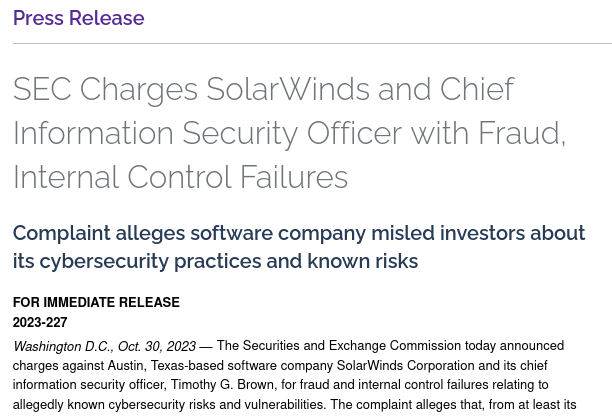 Press Release
SEC Charges SolarWinds and Chief
Information Security Officer with Fraud,
Internal Control Failures
Complaint alleges software company misled investors about
its cybersecurity practices and known risks
FOR IMMEDIATE RELEASE
2023-227
Washington D.C., Oct. 30, 2023 — The Securities and Exchange Commission today announced
charges against Austin, Texas-based software company SolarWinds Corporation and its chief
information security officer, Timothy G. Brown, for fraud and internal control failures relating to
allegedly known cybersecurity risks and vulnerabilities. The complaint alleges that, from at least its